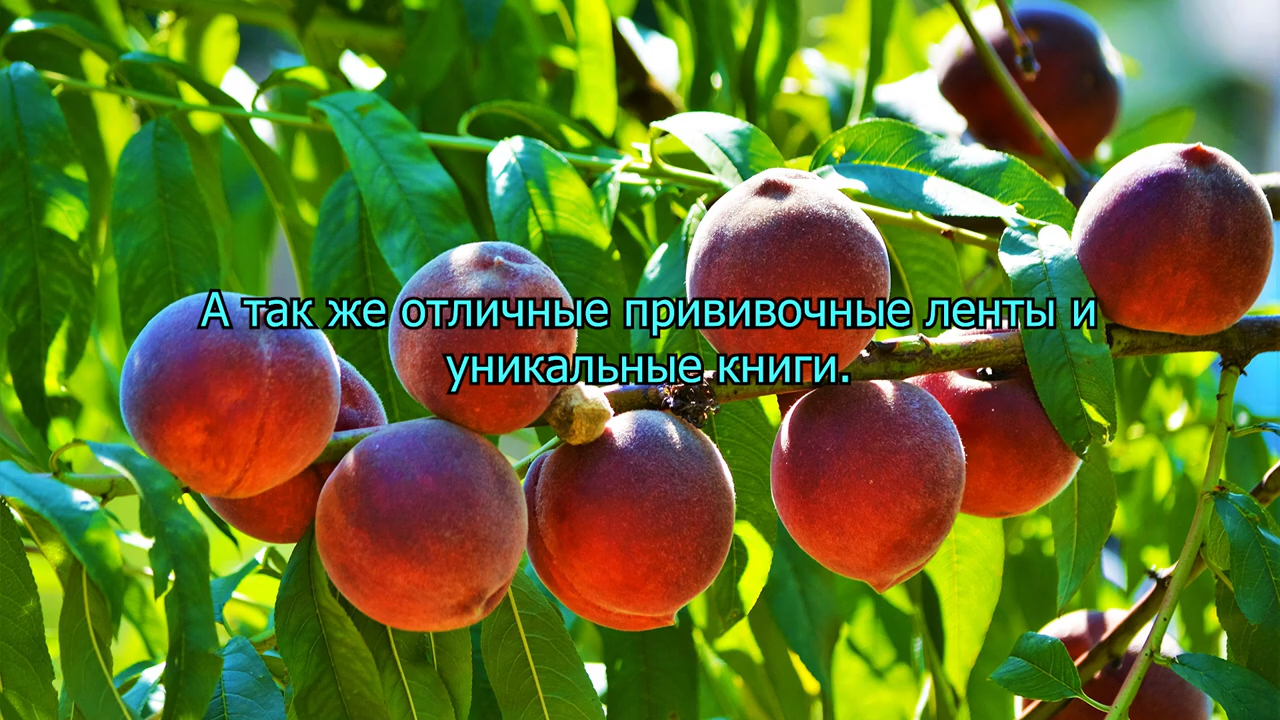 А так же отличные прививочные ленты и
уникальные книги.